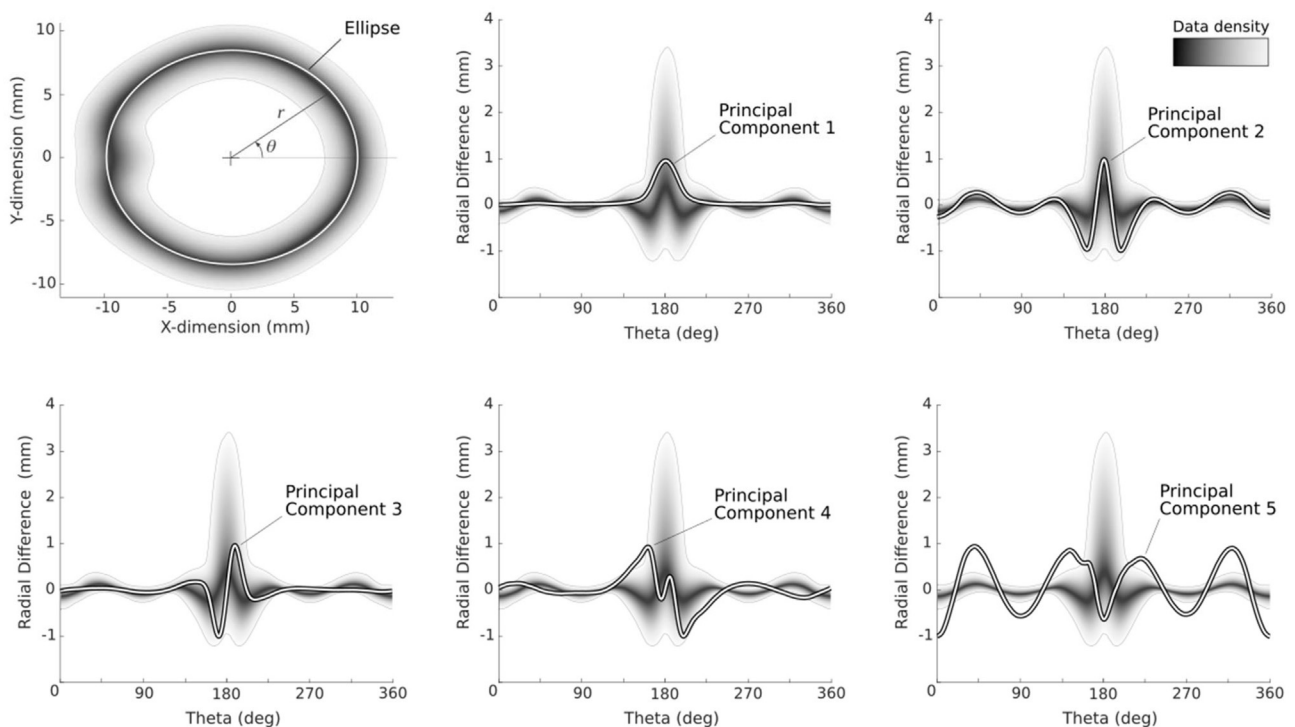 Ellipse
r
θ
Y-dimension (mm)
10
5
0
-5
-10
-10
-5
0
5
10
X-dimension (mm)
Radial Difference (mm)
4
3
2
1
0
-1
Principal
Component 1
0
90
180
270
360
Theta (deg)
Data density
Radial Difference (mm)
4
3
2
1
0
-1
Principal
Component 2
0
90
180
270
360
Theta (deg)
Radial Difference (mm)
4
3
2
1
0
-1
Principal
Component 3
0
90
180
270
360
Theta (deg)
Radial Difference (mm)
4
3
2
1
0
-1
Principal
Component 4
0
90
180
270
360
Theta (deg)
Radial Difference (mm)
4
3
2
1
0
-1
Principal
Component 5
0
90
180
270
360
Theta (deg)